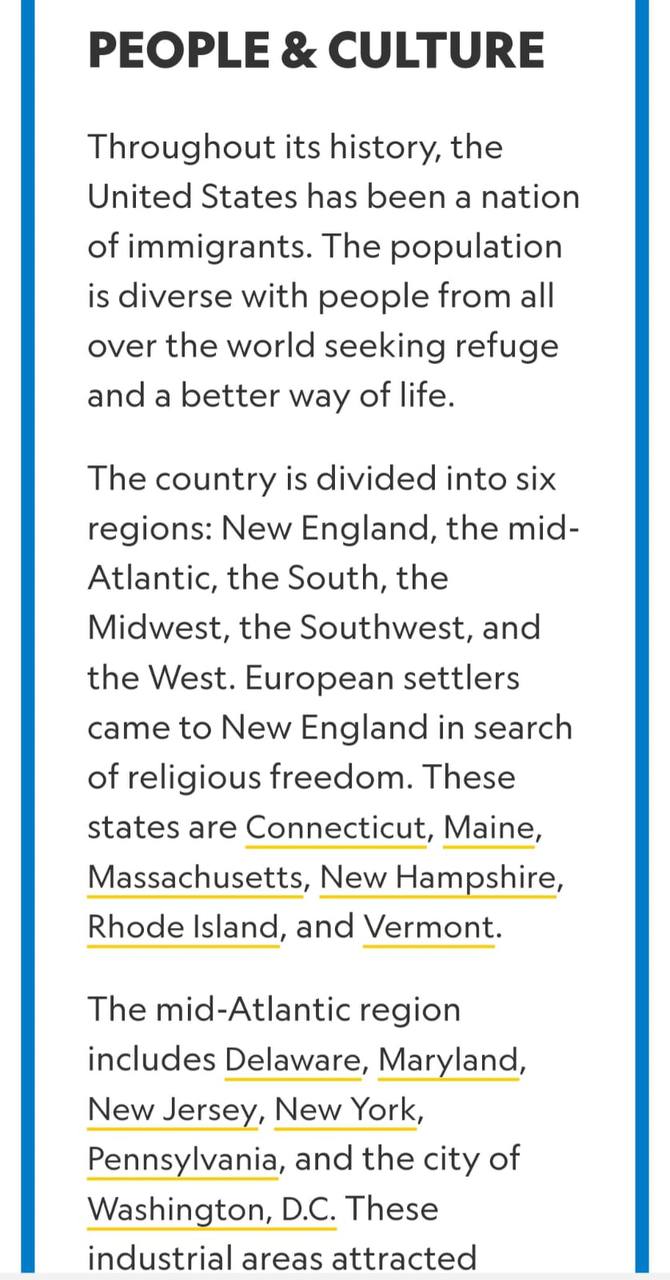 PEOPLE & CULTURE
Throughout its history, the
United States has been a nation
of immigrants. The population
is diverse with people from all
over the world seeking refuge
and a better way of life.
The country is divided into six
regions: New England, the mid-
Atlantic, the South, the
Midwest, the Southwest, and
the West. European settlers
came to New England in search
of religious freedom. These
states are Connecticut, Maine,
Massachusetts, New Hampshire,
Rhode Island, and Vermont.
The mid-Atlantic region
includes Delaware, Maryland,
New Jersey, New York,
Pennsylvania, and the city of
Washington, D.C. These
industrial areas attracted